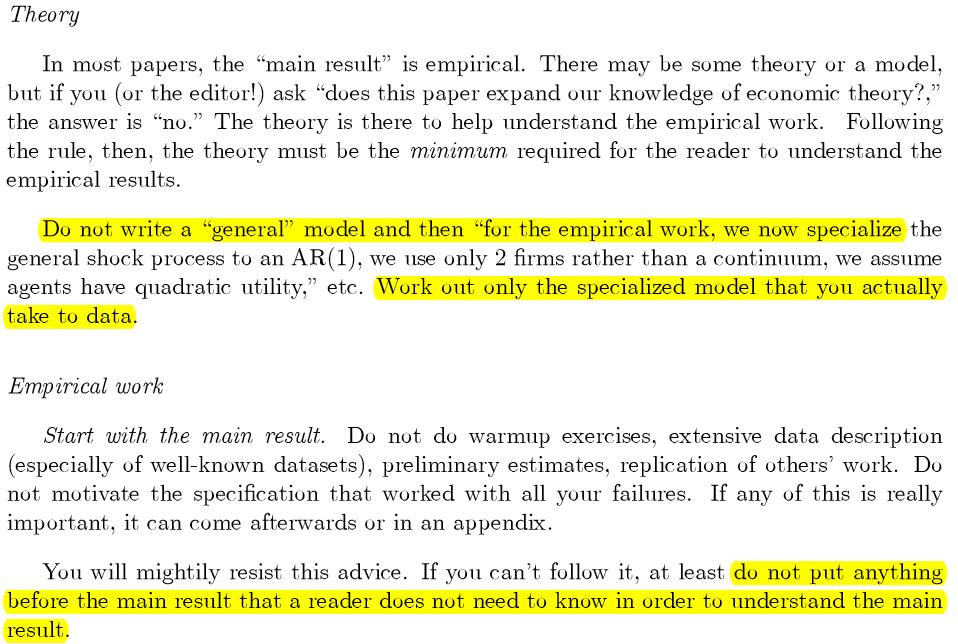 Theory
In most papers, the “main result” is empirical. There may be some theory or a model,
but if you (or the editor!) ask “does this paper expand our knowledge of economic theory?,”
the answer is “no.” The theory is there to help understand the empirical work. Following
the rule, then, the theory must be the minimum required for the reader to understand the
empirical results.
Do not write a “general” model and then “for the empirical work, we now specialize the
general shock process to an AR(1), we use only 2 firms rather than a continuum, we assume
agents have quadratic utility,” etc. Work out only the specialized model that you actually
take to data.
Empirical work
Start with the main result. Do not do warmup exercises, extensive data description
(especially of well-known datasets), preliminary estimates, replication of others’ work. Do
not motivate the specification that worked with all your failures. If any of this is really
important, it can come afterwards or in an appendix.
You will mightily resist this advice. If you can’t follow it, at least do not put anything
before the main result that a reader does not need to know in order to understand the main
result.